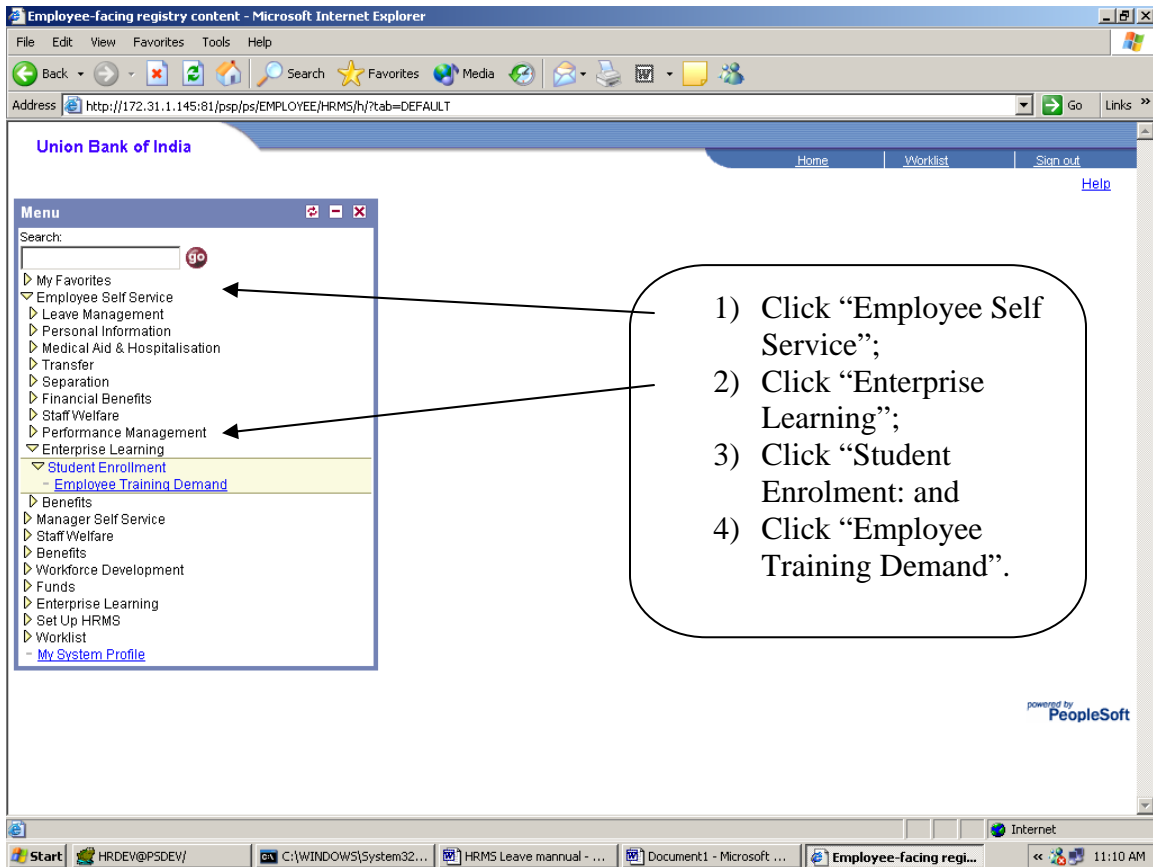 Employee-facing registry content - Microsoft Internet Explorer
File Edit View Favorites Tools Help
Back Search Favorites Media
Address http://172.31.1.145:81/psp/ps/EMPLOYEE/HRMS/h/?tab=DEFAULT Go Links »
Union Bank of India
Home Worklist Sign out
Help
Menu
Search:
go
My Favorites
Employee Self Service
Leave Management
Personal Information
Medical Aid & Hospitalisation
Transfer
Separation
Financial Benefits
Staff Welfare
Performance Management
Enterprise Learning
Student Enrollment
- Employee Training Demand
Benefits
Manager Self Service
Staff Welfare
Benefits
Workforce Development
Funds
Enterprise Learning
Set Up HRMS
Worklist
- My System Profile
1) Click “Employee Self
Service”;
2) Click “Enterprise
Learning”;
3) Click “Student
Enrolment: and
4) Click “Employee
Training Demand”.
powered by
PeopleSoft
Internet
Start HRDEV@PSDEV/ C:\WINDOWS\System32... HRMS Leave mannual - ... Document1 - Microsoft ... Employee-facing regi... « 11:10 AM